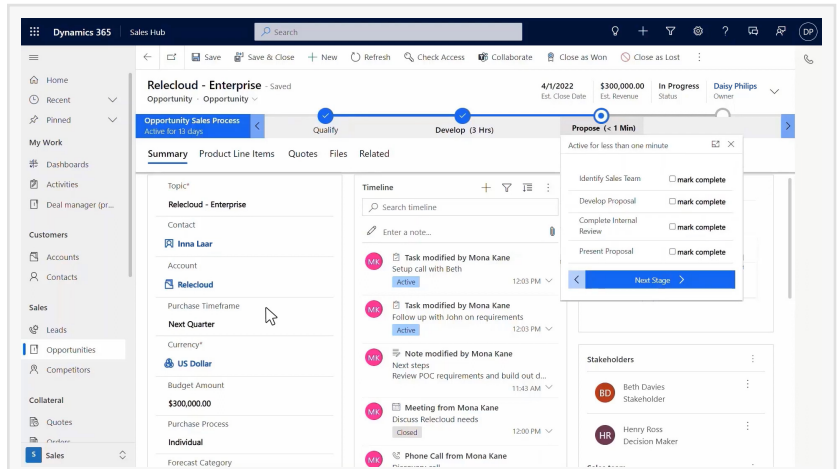 Dynamics 365 Sales Hub Search DP
Save Save & Close New Refresh Check Access Collaborate Close as Won Close as Lost
Home
Recent
Pinned
My Work
Dashboards
Activities
Deal manager (pr...
Customers
Accounts
Contacts
Sales
Leads
Opportunities
Competitors
Collateral
Quotes
Orders
S Sales
Relecloud - Enterprise - Saved
Opportunity · Opportunity
4/1/2022 $300,000.00 In Progress Daisy Philips
Est. Close Date Est. Revenue Status Owner
Opportunity Sales Process
Active for 13 days
Qualify Develop (3 Hrs) Propose (< 1 Min)
Summary Product Line Items Quotes Files Related
Topic*
Relecloud - Enterprise
Contact
Inna Laar
Account
Relecloud
Purchase Timeframe
Next Quarter
Currency*
US Dollar
Budget Amount
$300,000.00
Purchase Process
Individual
Forecast Category
Timeline
Search timeline
Enter a note...
MK Task modified by Mona Kane
Setup call with Beth
Active 12:03 PM
MK Task modified by Mona Kane
Follow up with John on requirements
Active 12:03 PM
MK Note modified by Mona Kane
Next steps
Review POC requirements and build out d...
11:43 AM
MK Meeting from Mona Kane
Discuss Relecloud needs
Closed 12:00 PM
MK Phone Call from Mona Kane
Discovery call
Active for less than one minute
Identify Sales Team mark complete
Develop Proposal mark complete
Complete Internal
Review mark complete
Present Proposal mark complete
Next Stage
Stakeholders
BD Beth Davies
Stakeholder
HR Henry Ross
Decision Maker
Sales team